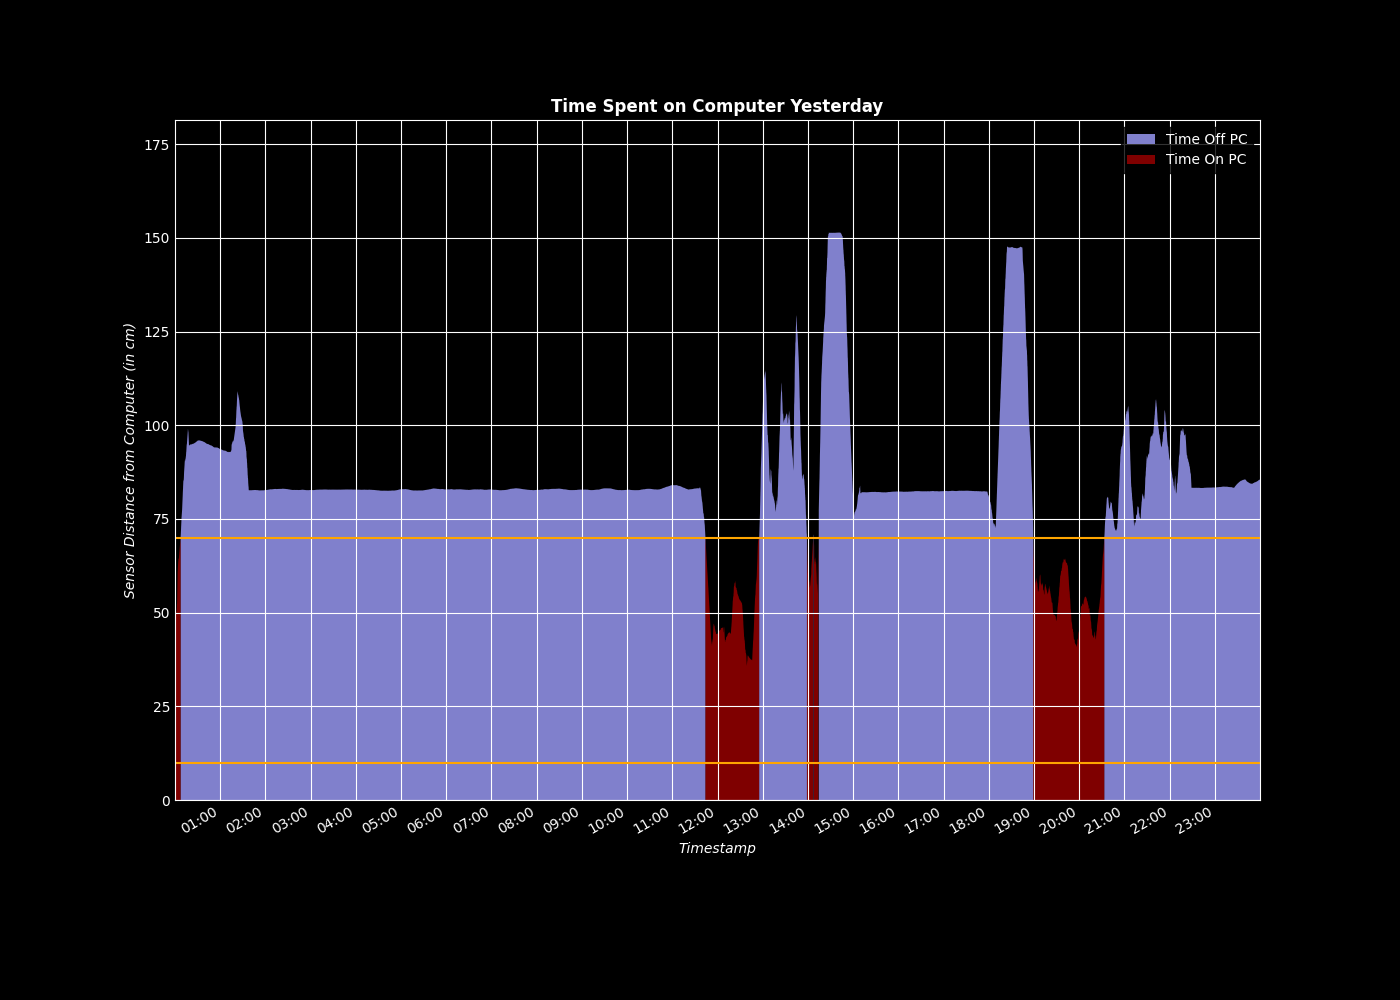 Time Spent on Computer Yesterday
Time Off PC
Time On PC
175
150
125
100
75
50
25
0
Sensor Distance from Computer (in cm)
01:00 02:00 03:00 04:00 05:00 06:00 07:00 08:00 09:00 10:00 11:00 12:00 13:00 14:00 15:00 16:00 17:00 18:00 19:00 20:00 21:00 22:00 23:00
Timestamp